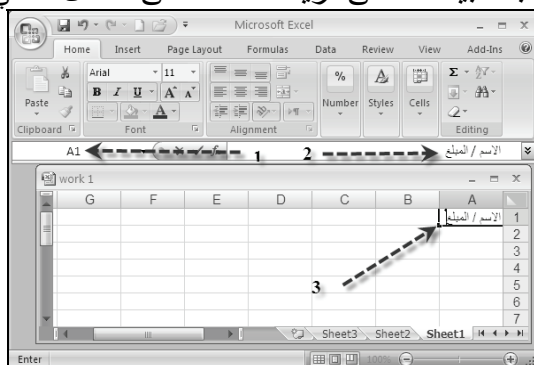 Microsoft Excel
Home Insert Page Layout Formulas Data Review View Add-Ins
Arial 11
Paste B I U A A % Number Styles Cells Σ
Clipboard Font Alignment Editing
A1 1 2 الاسم / المبلغ
work 1
G F E D C B A
الاسم / المبلغ 1
2
3
4
3 5
6
7
Sheet3 Sheet2 Sheet1
Enter 100%